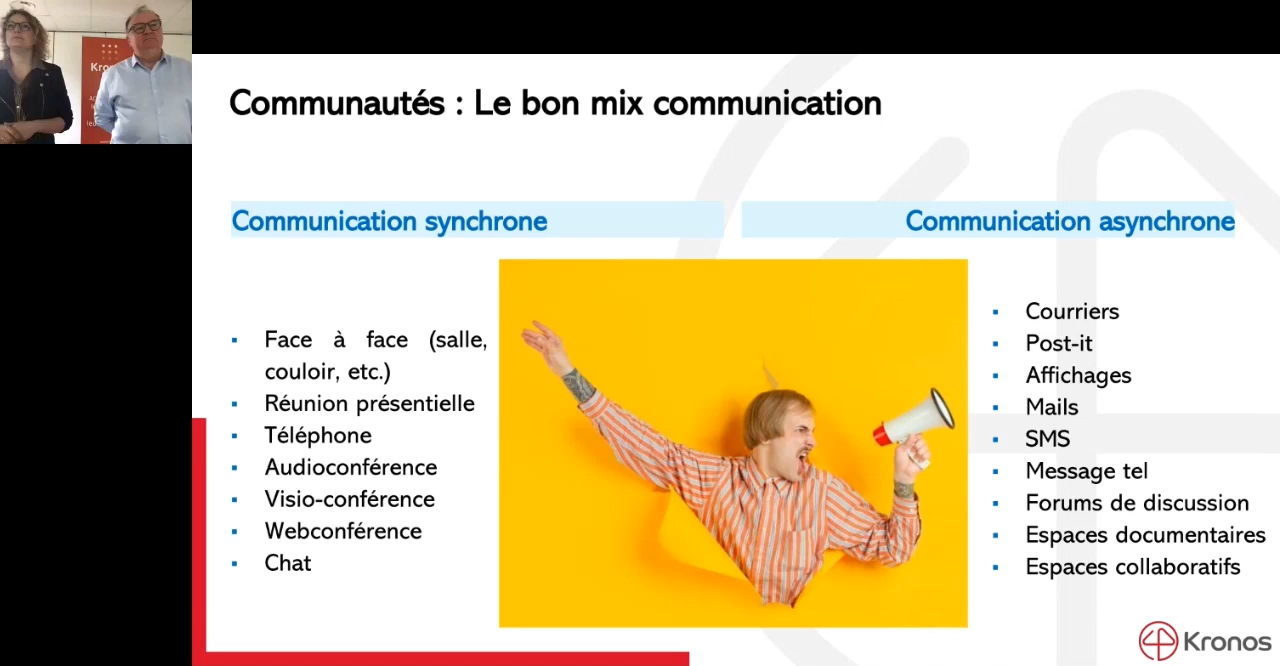 Communautés : Le bon mix communication
Communication synchrone
Communication asynchrone
Face à face (salle,
couloir, etc.)
Réunion présentielle
Téléphone
Audioconférence
Visio-conférence
Webconférence
Chat
Courriers
Post-it
Affichages
Mails
SMS
Message tel
Forums de discussion
Espaces documentaires
Espaces collaboratifs
Kronos